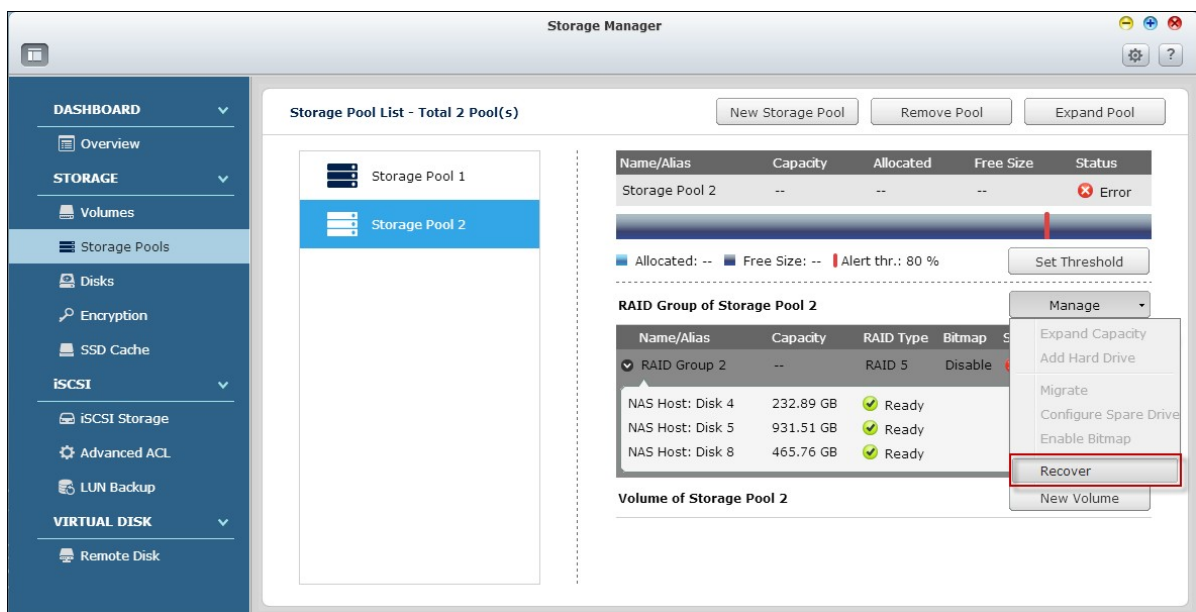 Storage Manager
?
DASHBOARD
Overview
STORAGE
Volumes
Storage Pools
Disks
Encryption
SSD Cache
iSCSI
iSCSI Storage
Advanced ACL
LUN Backup
VIRTUAL DISK
Remote Disk
Storage Pool List - Total 2 Pool(s)
New Storage Pool
Remove Pool
Expand Pool
Storage Pool 1
Storage Pool 2
Name/Alias Capacity Allocated Free Size Status
Storage Pool 2 -- -- -- Error
Allocated: -- Free Size: -- Alert thr.: 80 %
Set Threshold
RAID Group of Storage Pool 2
Manage
Name/Alias Capacity RAID Type Bitmap S
RAID Group 2 -- RAID 5 Disable
NAS Host: Disk 4 232.89 GB Ready
NAS Host: Disk 5 931.51 GB Ready
NAS Host: Disk 8 465.76 GB Ready
Expand Capacity
Add Hard Drive
Migrate
Configure Spare Drive
Enable Bitmap
Recover
Volume of Storage Pool 2
New Volume